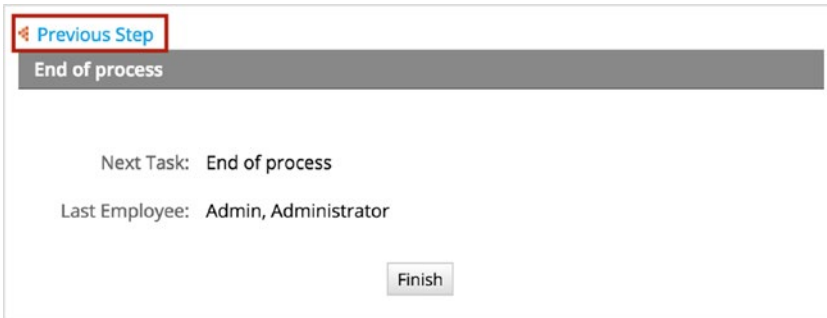 Previous Step
End of process
Next Task: End of process
Last Employee: Admin, Administrator
Finish